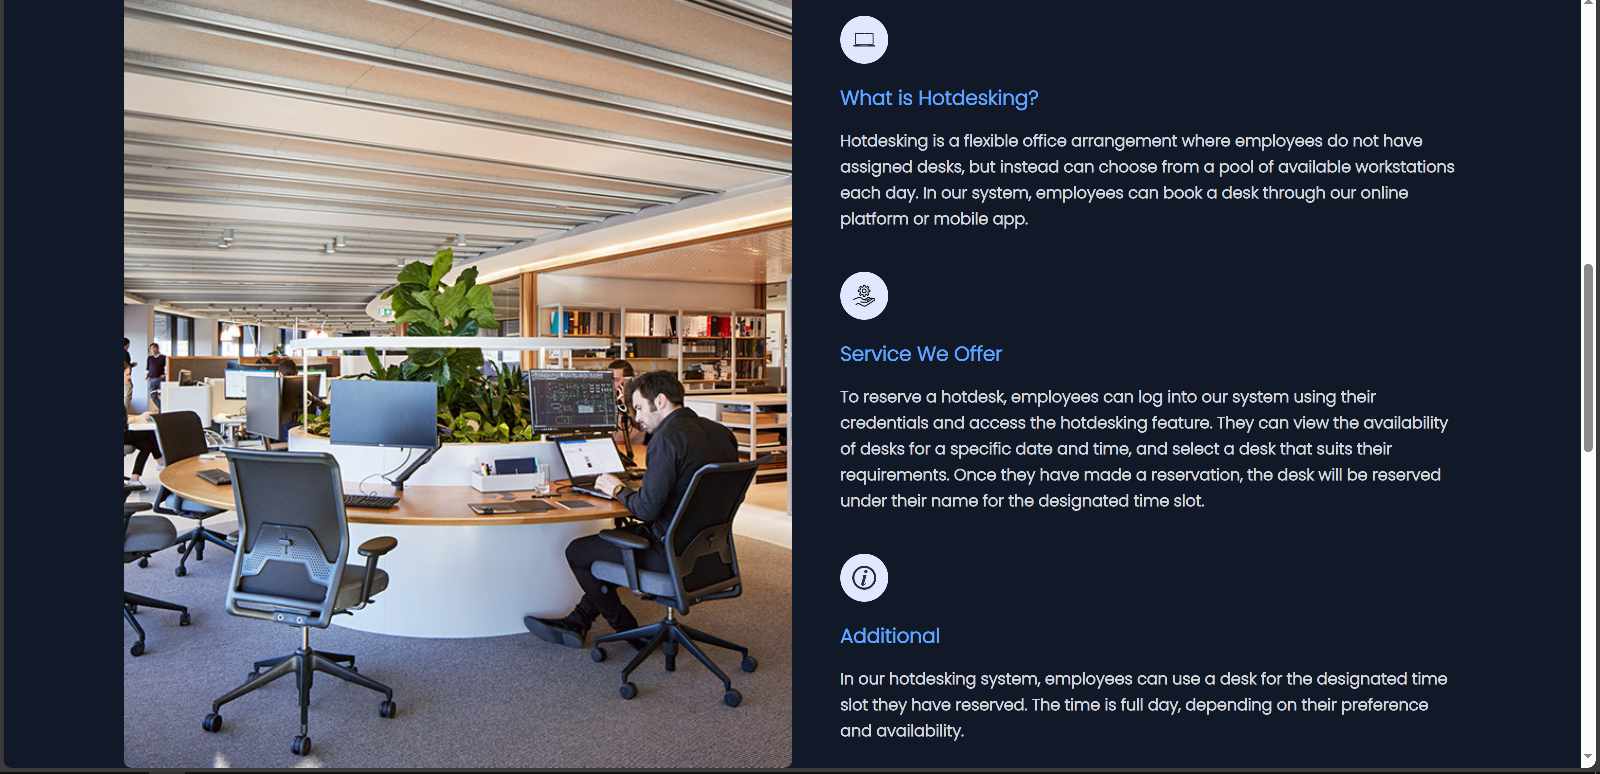 What is Hotdesking?
Hotdesking is a flexible office arrangement where employees do not have
assigned desks, but instead can choose from a pool of available workstations
each day. In our system, employees can book a desk through our online
platform or mobile app.
Service We Offer
To reserve a hotdesk, employees can log into our system using their
credentials and access the hotdesking feature. They can view the availability
of desks for a specific date and time, and select a desk that suits their
requirements. Once they have made a reservation, the desk will be reserved
under their name for the designated time slot.
Additional
In our hotdesking system, employees can use a desk for the designated time
slot they have reserved. The time is full day, depending on their preference
and availability.